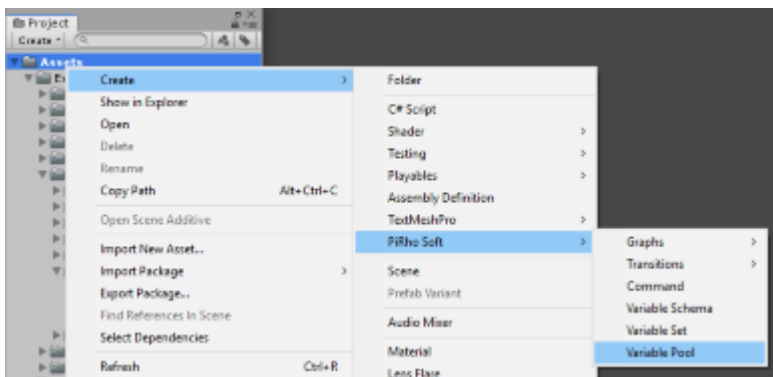 Project
Create
Assets
Create
Show in Explorer
Open
Delete
Rename
Copy Path Alt+Ctrl+C
Open Scene Additive
Import New Asset...
Import Package
Export Package...
Find References In Scene
Select Dependencies
Refresh Ctrl+R
Folder
C# Script
Shader
Testing
Playables
Assembly Definition
TextMeshPro
PiRho Soft
Scene
Prefab Variant
Audio Mixer
Material
Lens Flare
Graphs
Transitions
Command
Variable Schema
Variable Set
Variable Pool